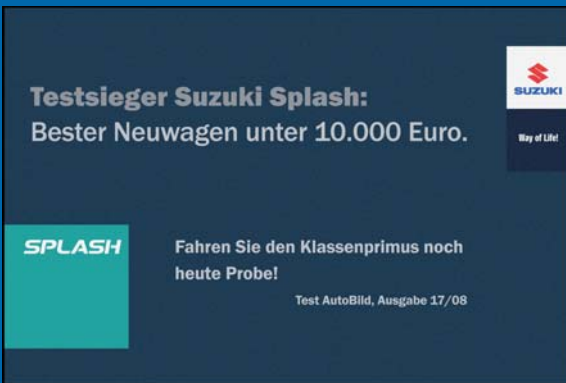 Testsieger Suzuki Splash:
Bester Neuwagen unter 10.000 Euro.
SUZUKI
Way of Life!
SPLASH
Fahren Sie den Klassenprimus noch
heute Probe!
Test AutoBild, Ausgabe 17/08